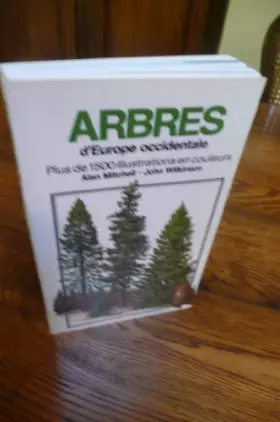 ARBRES
d'Europe occidentale
Plus de 1500 illustrations en couleurs
Alan Mitchell - John Wilkinson